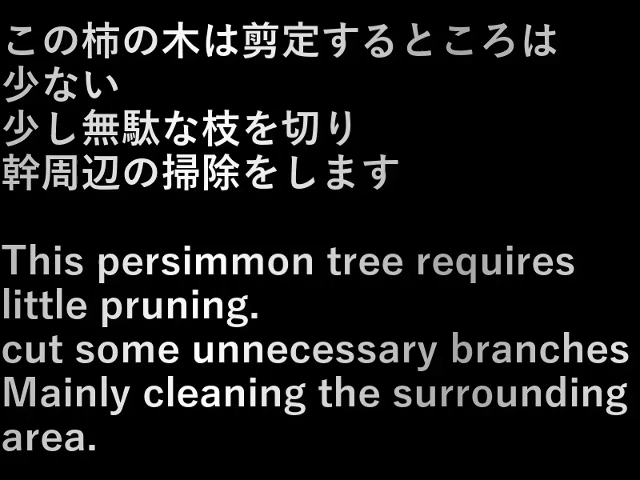 この柿の木は剪定するところは
少ない
少し無駄な枝を切り
幹周辺の掃除をします
This persimmon tree requires
little pruning.
cut some unnecessary branches
Mainly cleaning the surrounding
area.